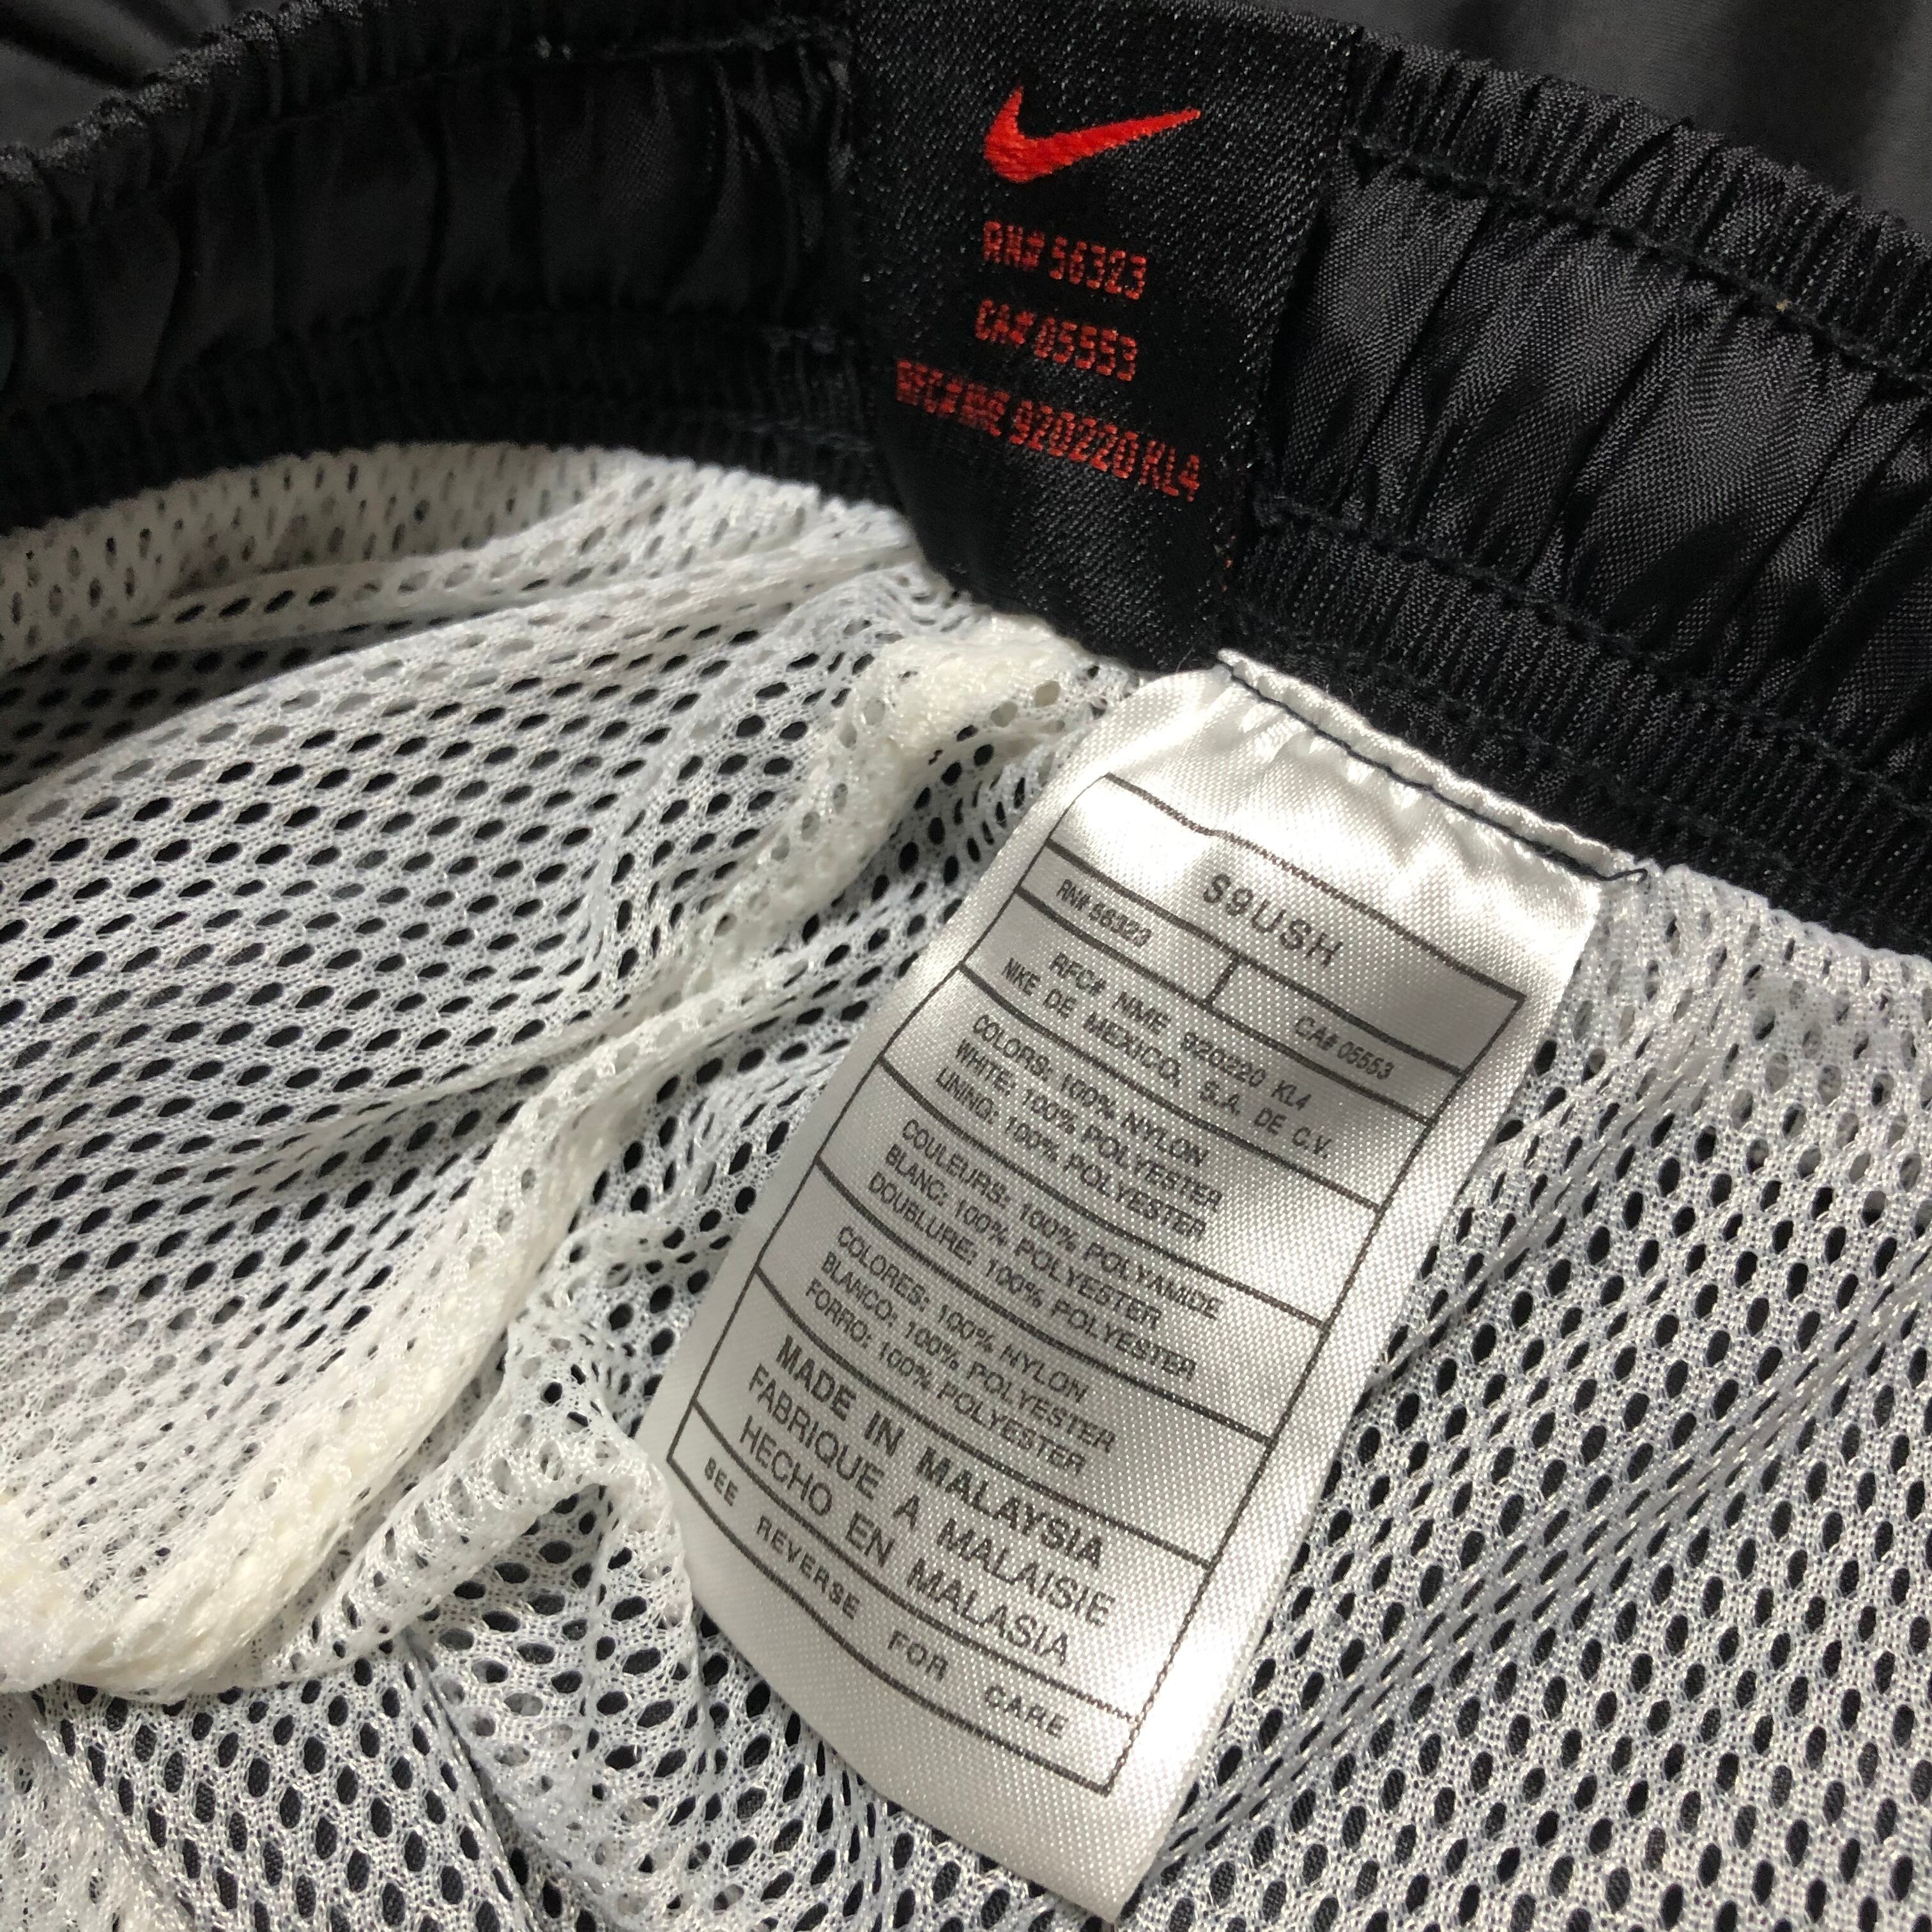 RN# 56323
CA# 05553
RFC# NME 920220 KL4
S9USH
RN# 56323
CA# 05553
RFC# NME 920220 KL4
NIKE DE MEXICO, S.A. DE C.V.
COLORS: 100% NYLON
WHITE: 100% POLYESTER
LINING: 100% POLYESTER
COULEURS: 100% POLYAMIDE
BLANC: 100% POLYESTER
DOUBLURE: 100% POLYESTER
COLORES: 100% NYLON
BLANCO: 100% POLYESTER
FORRO: 100% POLYESTER
MADE IN MALAYSIA
FABRIQUE A MALAISIE
HECHO EN MALASIA
SEE REVERSE FOR CARE